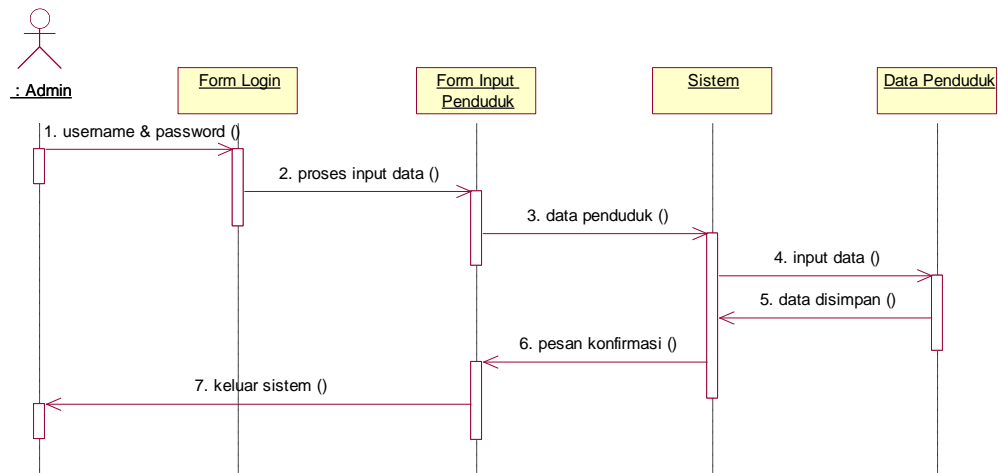 : Admin
Form Login
Form Input
Penduduk
Sistem
Data Penduduk
1. username & password ()
2. proses input data ()
3. data penduduk ()
4. input data ()
5. data disimpan ()
6. pesan konfirmasi ()
7. keluar sistem ()